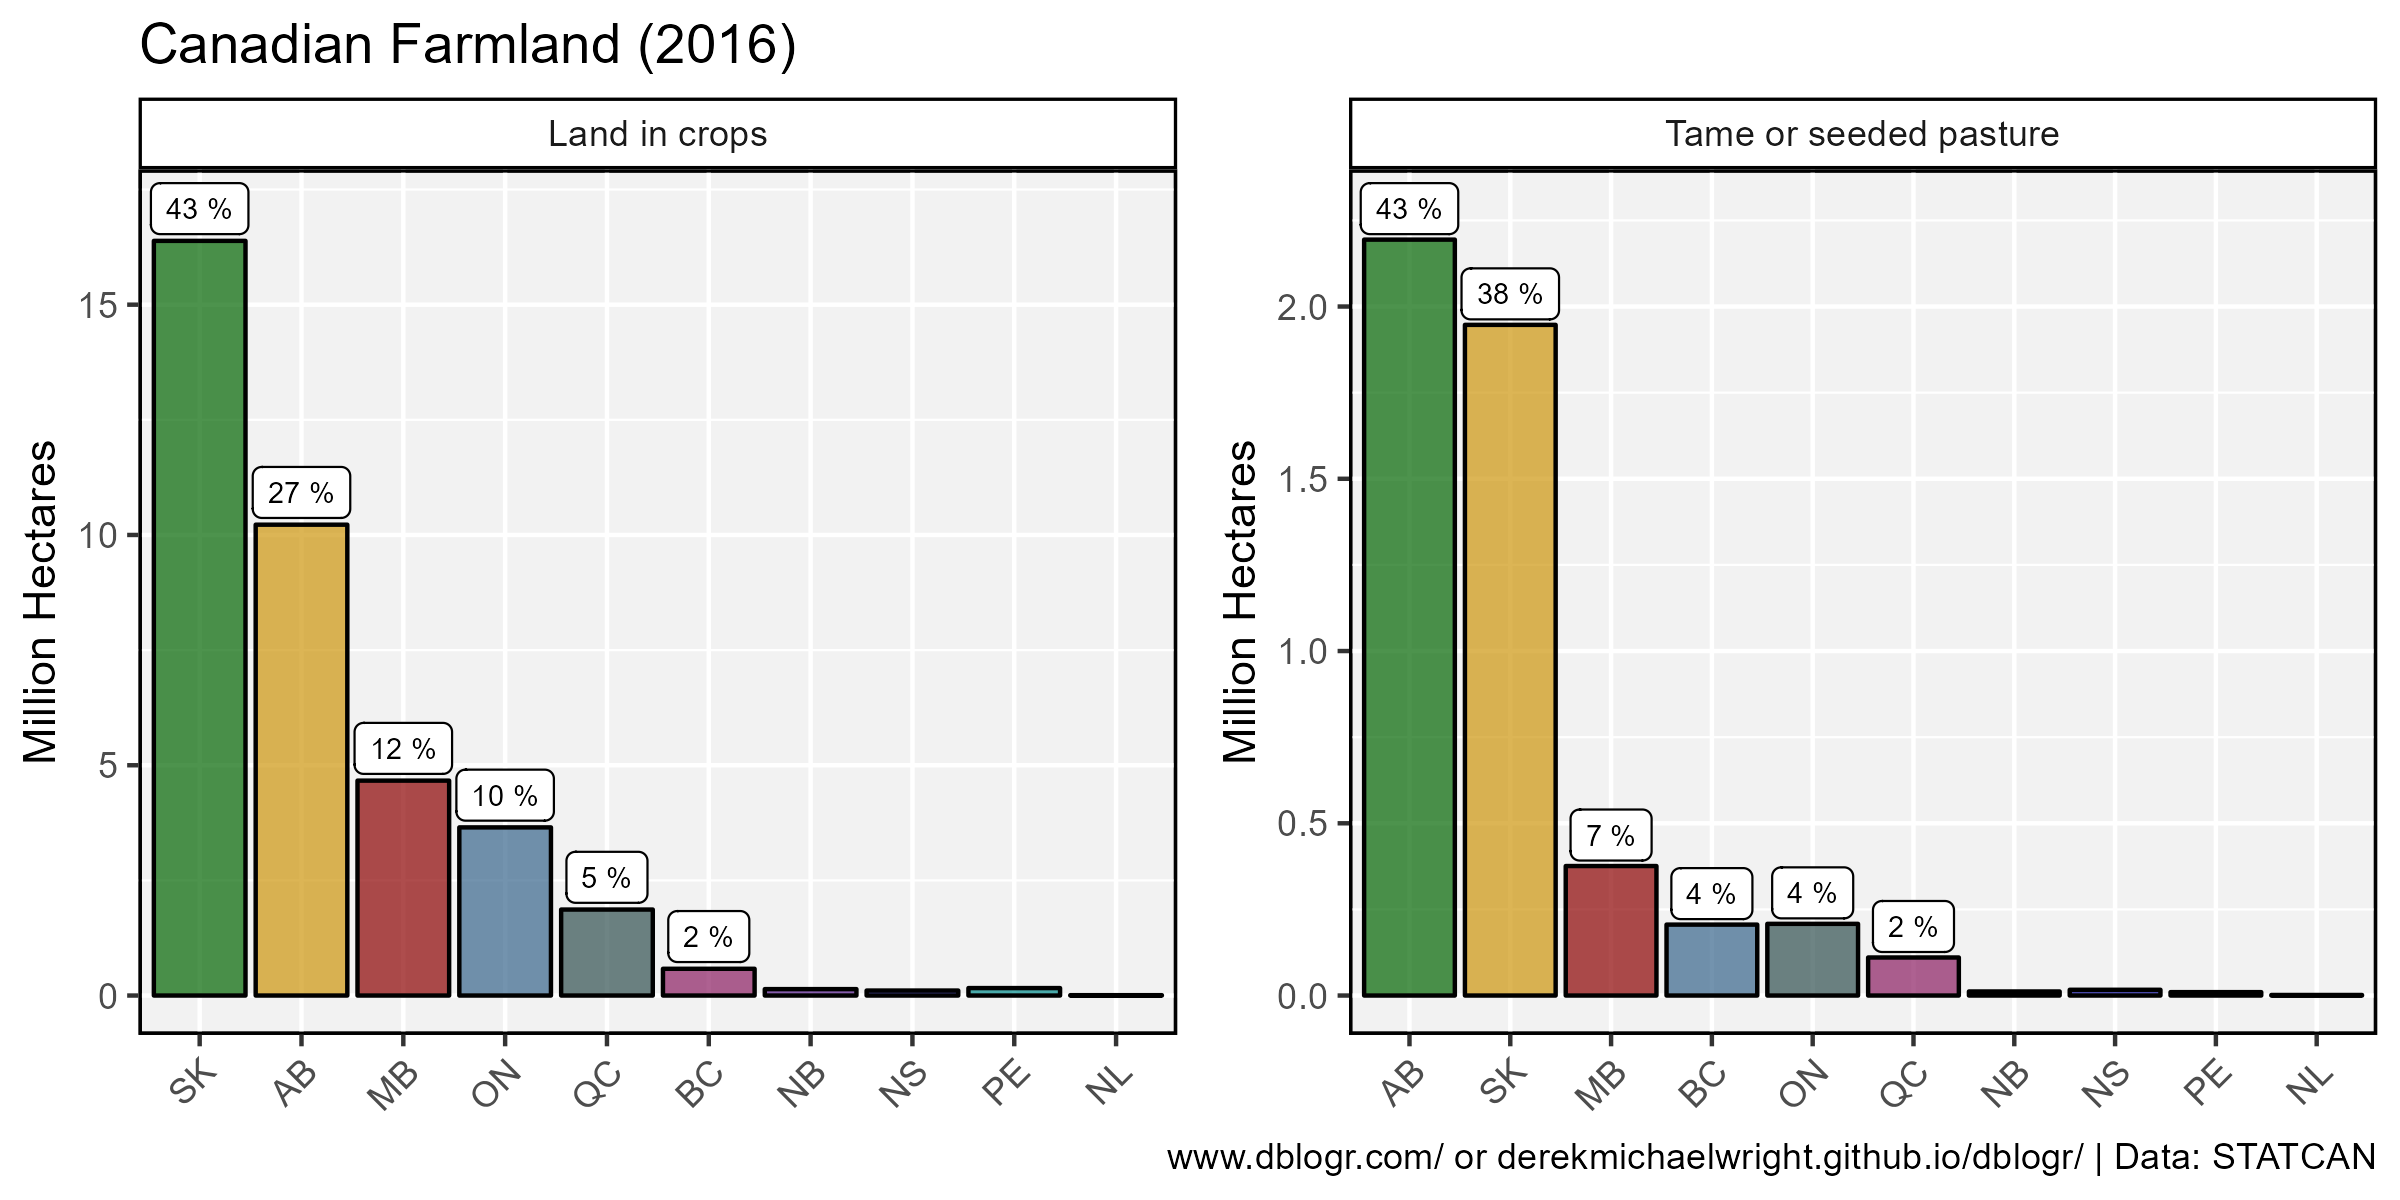 Canadian Farmland (2016)
Land in crops
Million Hectares
15
10
5
0
43 %
27 %
12 %
10 %
5 %
2 %
SK AB MB ON QC BC NB NS PE NL
Tame or seeded pasture
Million Hectares
2.0
1.5
1.0
0.5
0.0
43 %
38 %
7 %
4 %
4 %
2 %
AB SK MB BC ON QC NB NS PE NL
www.dblogr.com/ or derekmichaelwright.github.io/dblogr/ | Data: STATCAN